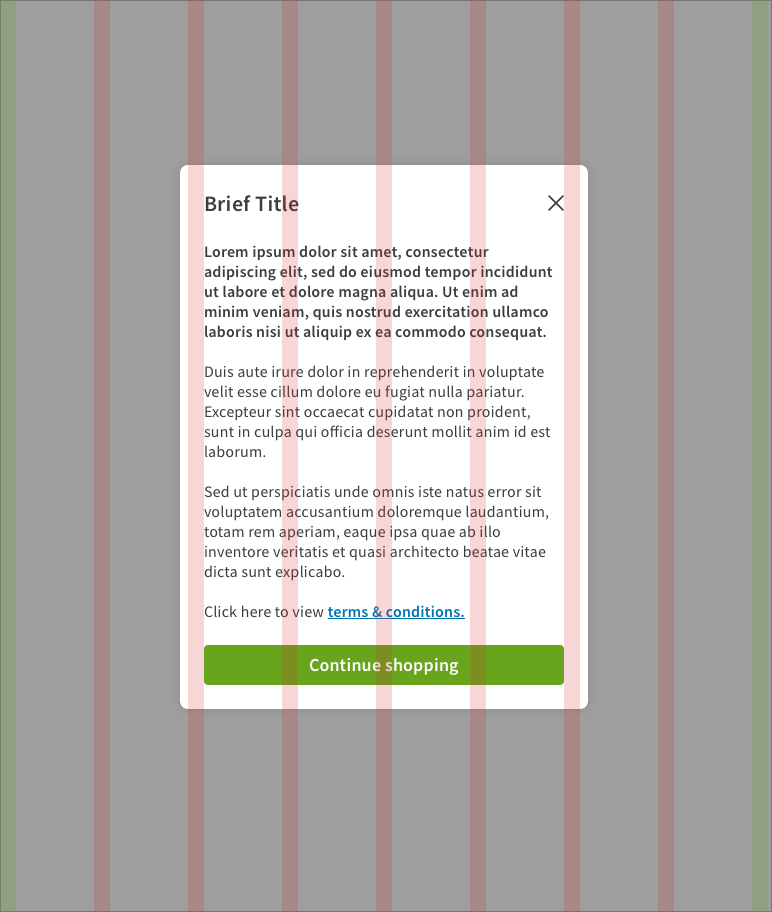 Brief Title
Lorem ipsum dolor sit amet, consectetur
adipiscing elit, sed do eiusmod tempor incididunt
ut labore et dolore magna aliqua. Ut enim ad
minim veniam, quis nostrud exercitation ullamco
laboris nisi ut aliquip ex ea commodo consequat.
Duis aute irure dolor in reprehenderit in voluptate
velit esse cillum dolore eu fugiat nulla pariatur.
Excepteur sint occaecat cupidatat non proident,
sunt in culpa qui officia deserunt mollit anim id est
laborum.
Sed ut perspiciatis unde omnis iste natus error sit
voluptatem accusantium doloremque laudantium,
totam rem aperiam, eaque ipsa quae ab illo
inventore veritatis et quasi architecto beatae vitae
dicta sunt explicabo.
Click here to view terms & conditions.
Continue shopping